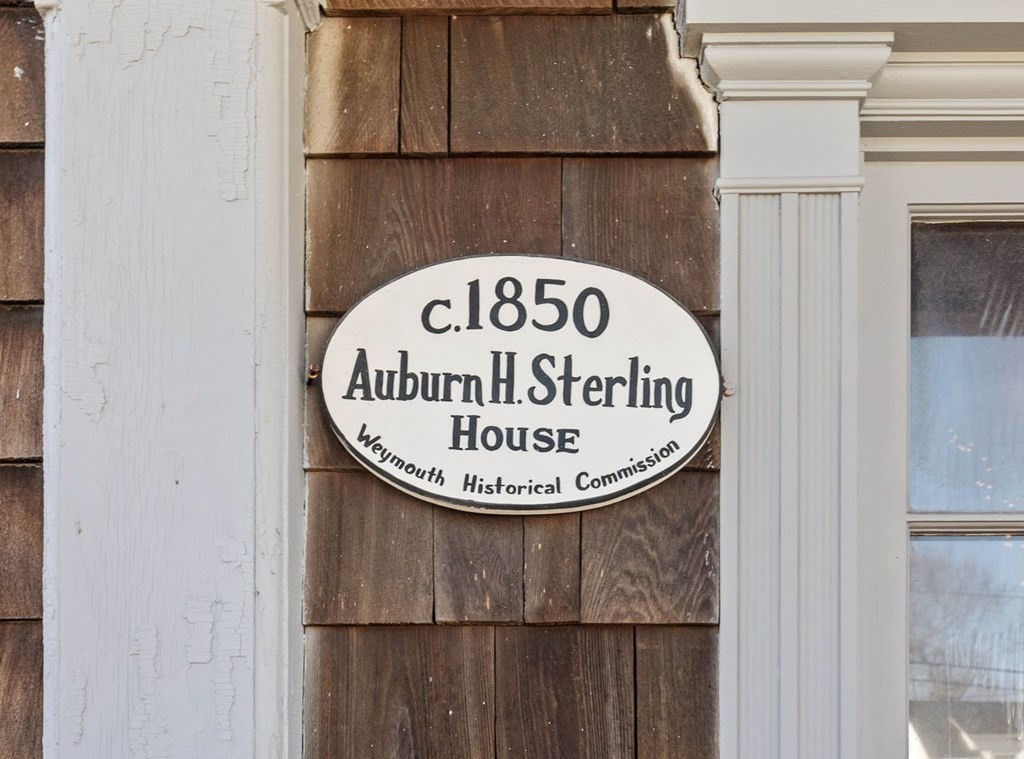 c.1850
Auburn H. Sterling
House
Weymouth Historical Commission